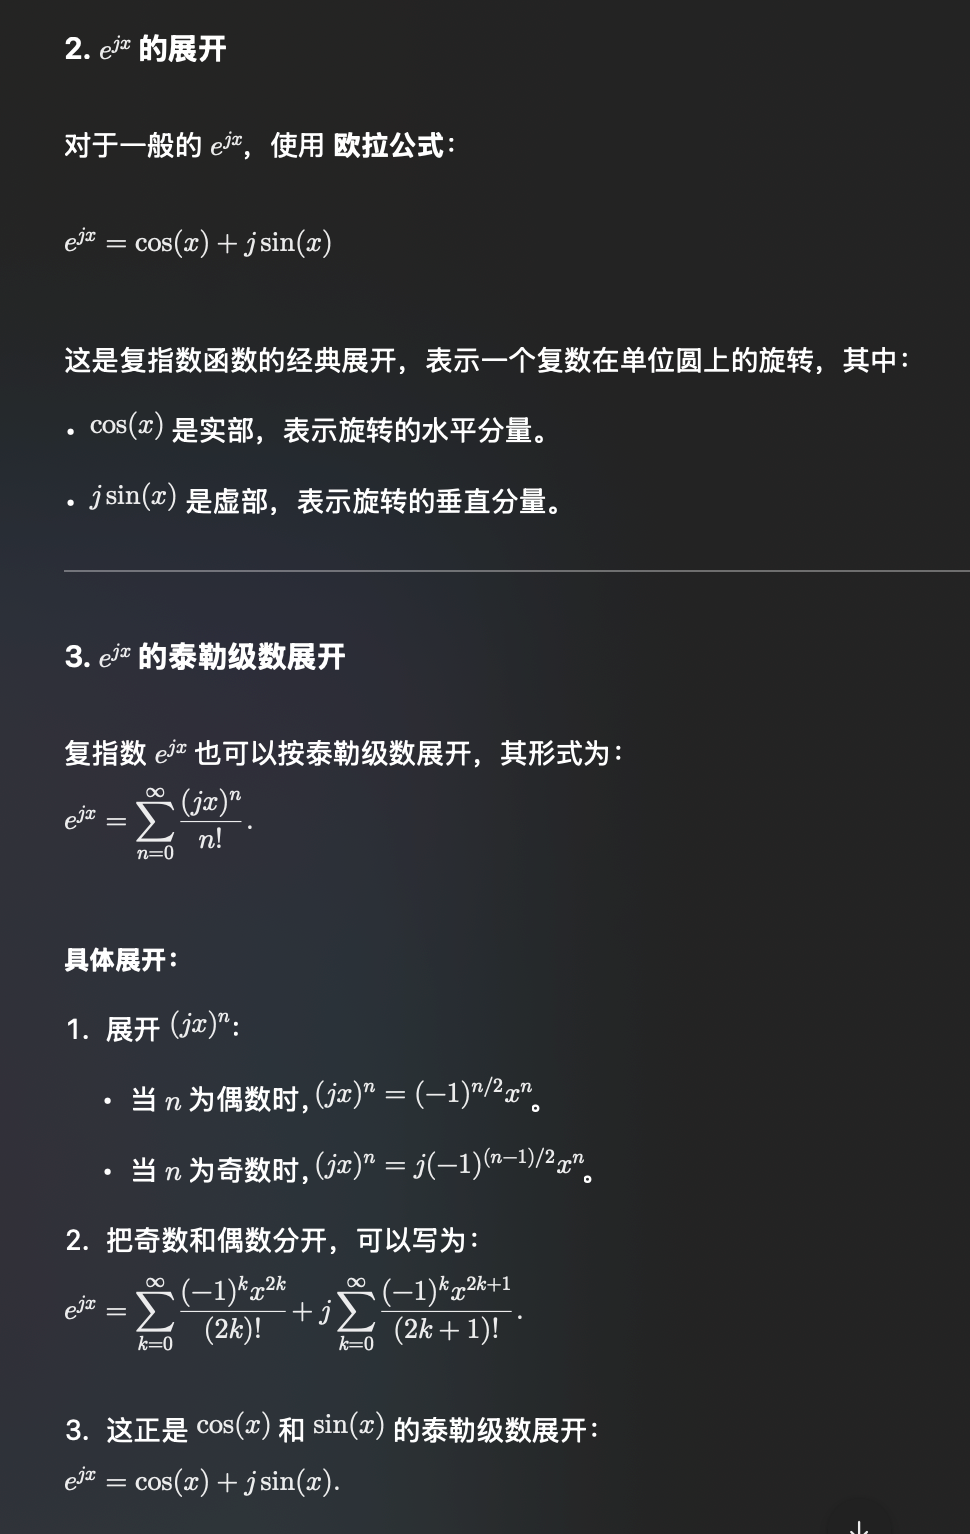 2. e^{jx} 的展开
对于一般的 e^{jx}，使用 欧拉公式：
e^{jx} = cos(x) + j sin(x)
这是复指数函数的经典展开，表示一个复数在单位圆上的旋转，其中：
• cos(x) 是实部，表示旋转的水平分量。
• j sin(x) 是虚部，表示旋转的垂直分量。
3. e^{jx} 的泰勒级数展开
复指数 e^{jx} 也可以按泰勒级数展开，其形式为：
e^{jx} = \sum_{n=0}^{∞} \frac{(jx)^n}{n!}.
具体展开：
1. 展开 (jx)^n：
• 当 n 为偶数时, (jx)^n = (−1)^{n/2}x^n。
• 当 n 为奇数时, (jx)^n = j(−1)^{(n−1)/2}x^n。
2. 把奇数和偶数分开，可以写为：
e^{jx} = \sum_{k=0}^{∞} \frac{(−1)^k x^{2k}}{(2k)!} + j \sum_{k=0}^{∞} \frac{(−1)^k x^{2k+1}}{(2k + 1)!}.
3. 这正是 cos(x) 和 sin(x) 的泰勒级数展开：
e^{jx} = cos(x) + j sin(x).